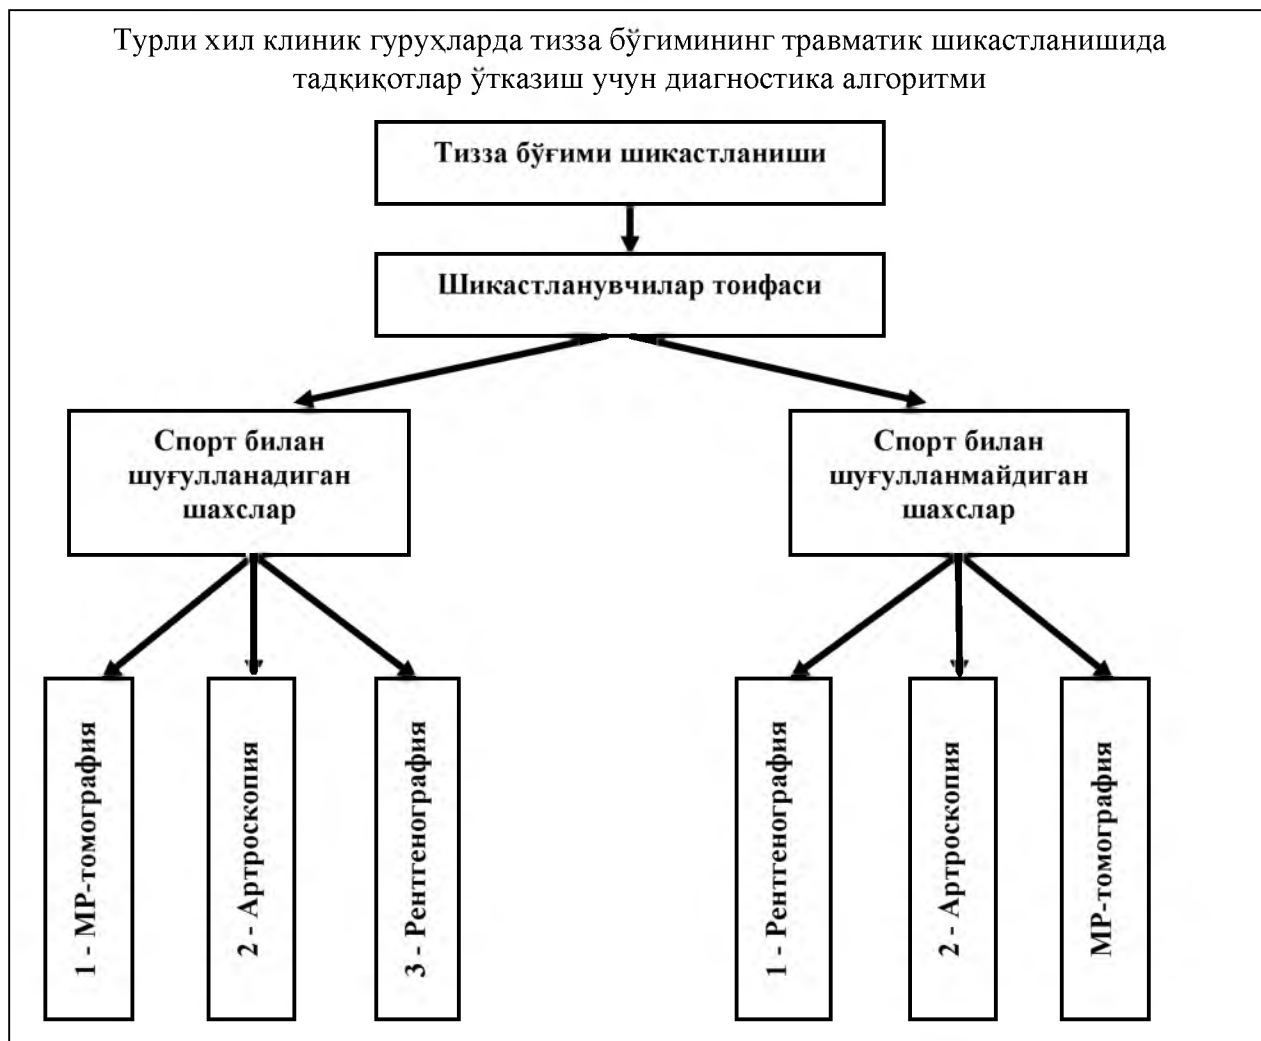 Турли хил клиник гуруҳларда тизза бўгимининг травматик шикастланишида
тадқиқотлар ўтказиш учун диагностика алгоритми
Тизза бўғими шикастланиши
Шикастланувчилар тоифаси
Спорт билан
шуғулланадиган
шахслар
Спорт билан
шуғулланмайдиган
шахслар
1 - МР-томография
2 - Артроскопия
3 - Рентгенография
1 - Рентгенография
2 - Артроскопия
МР-томография